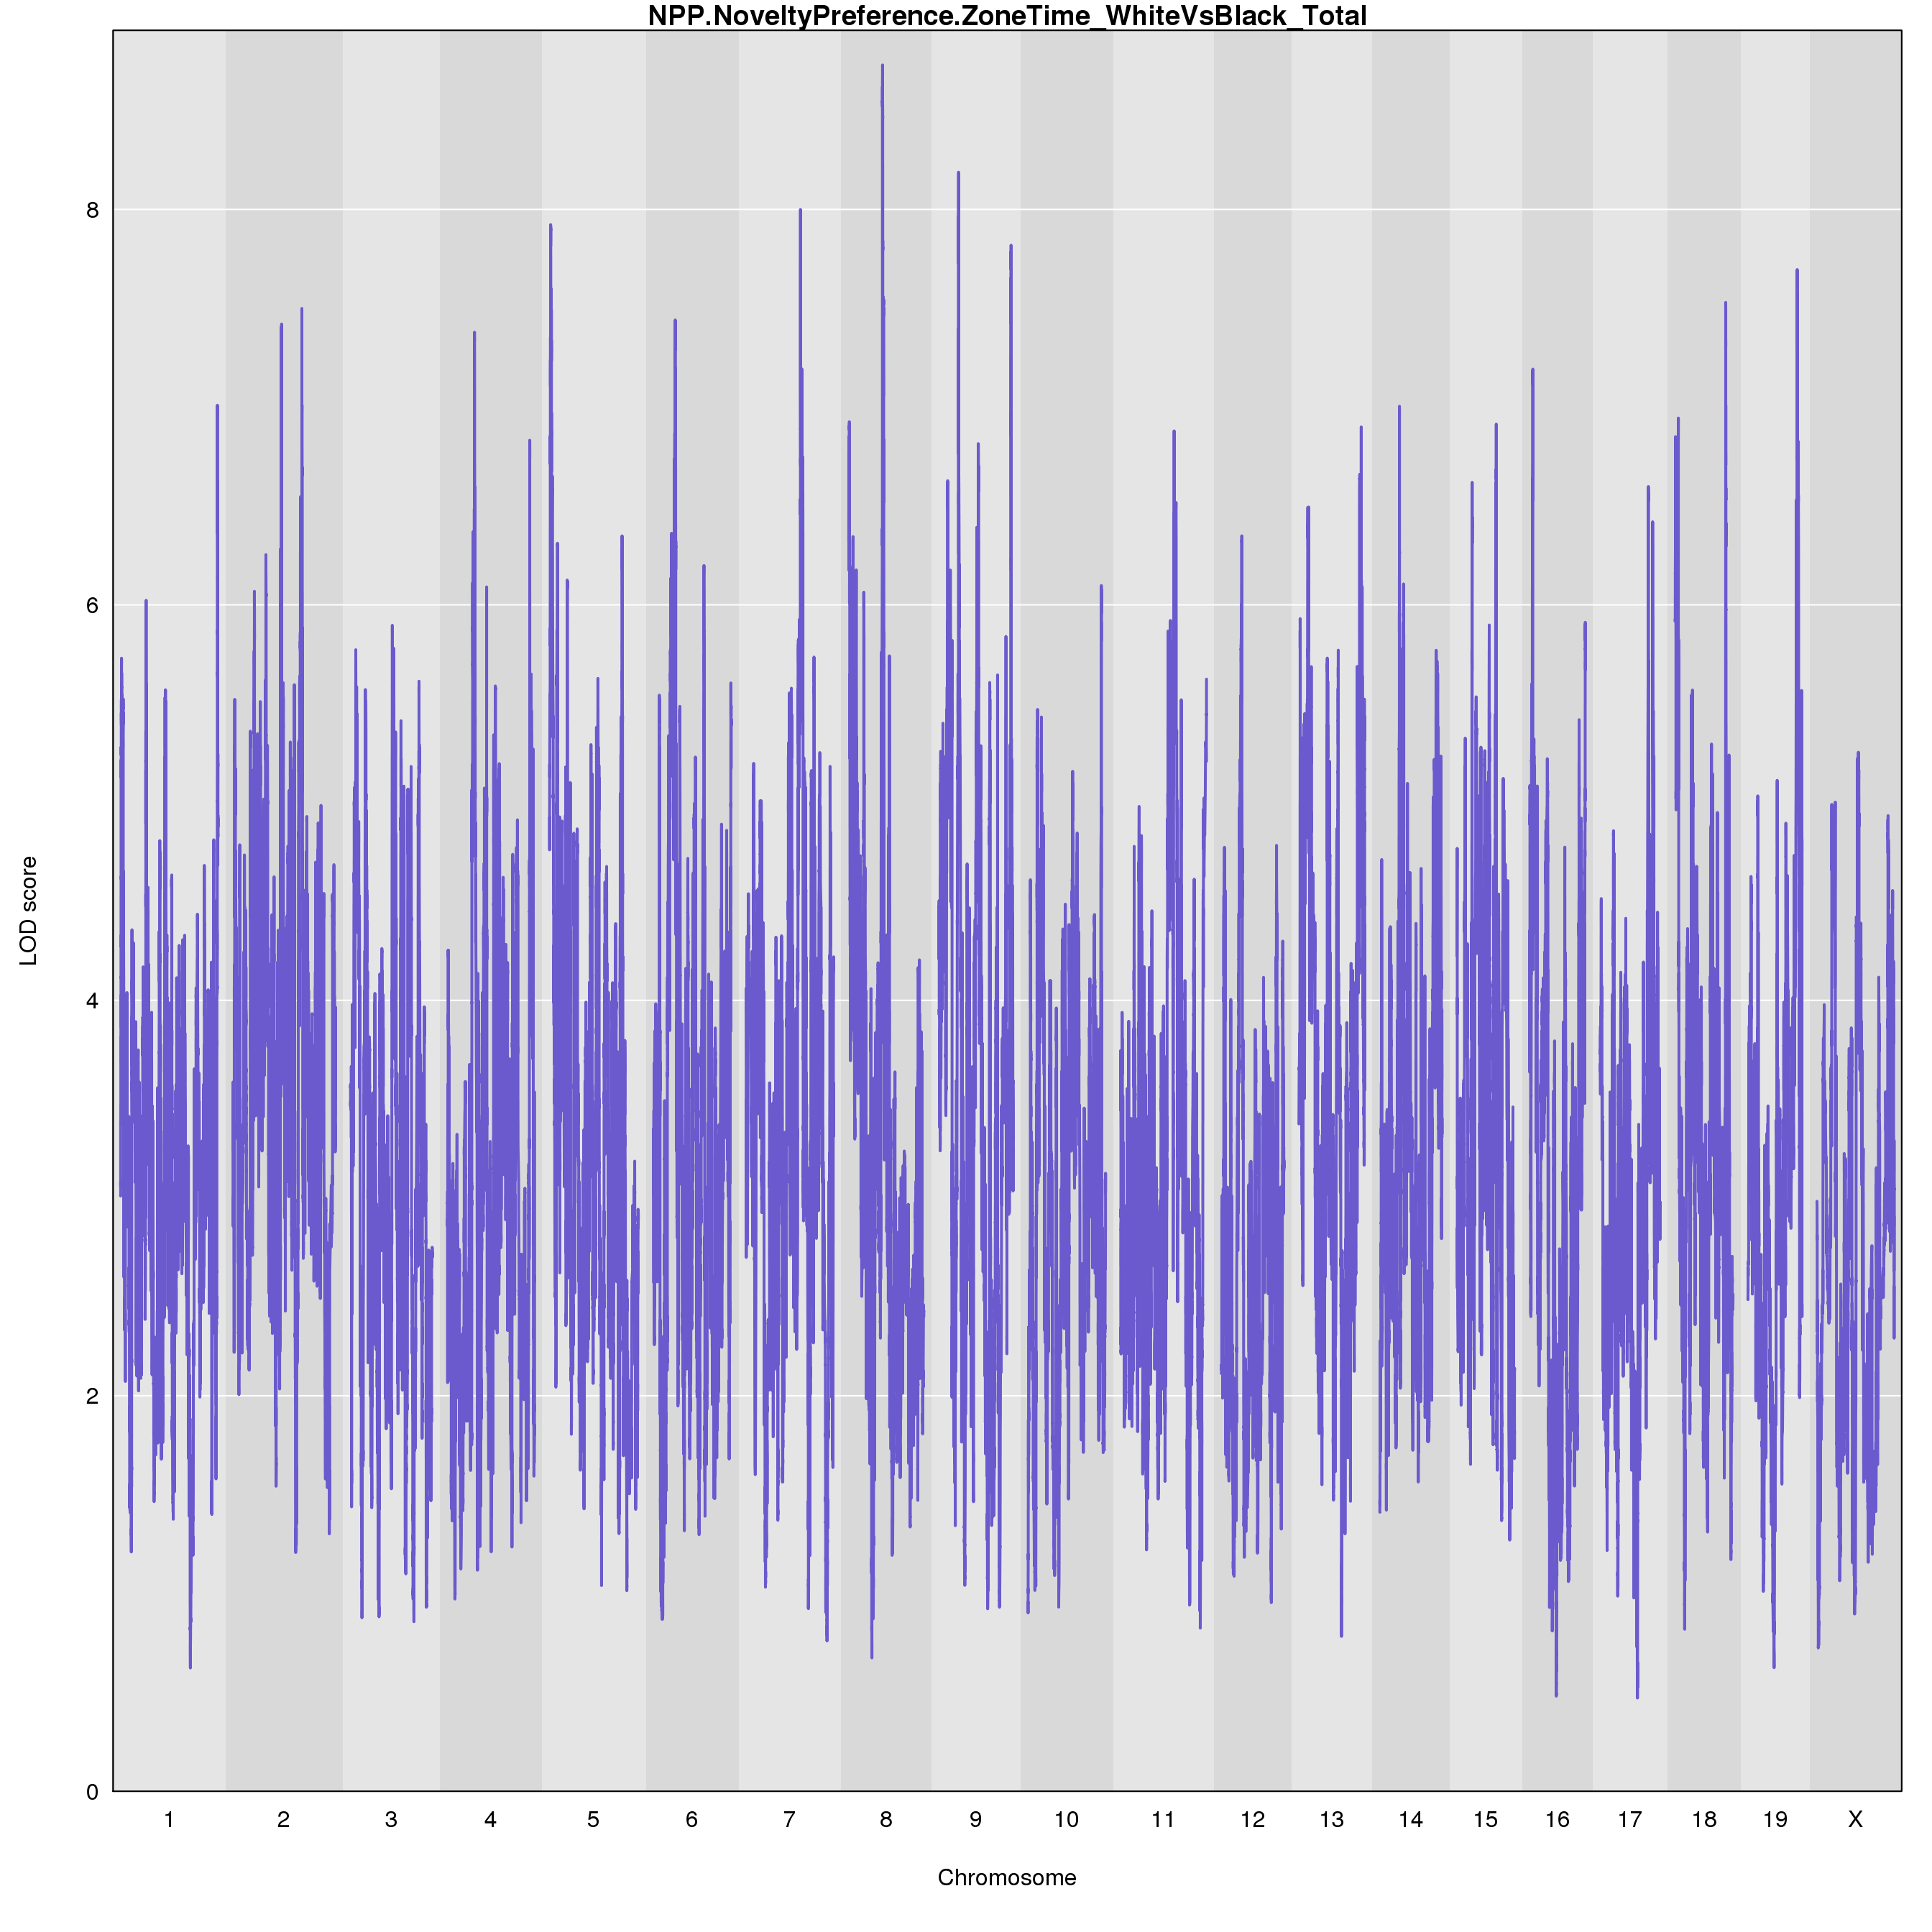 NPP.NoveltyPreference.ZoneTime_WhiteVsBlack_Total
8
6
4
2
0
LOD score
1 2 3 4 5 6 7 8 9 10 11 12 13 14 15 16 17 18 19 X
Chromosome